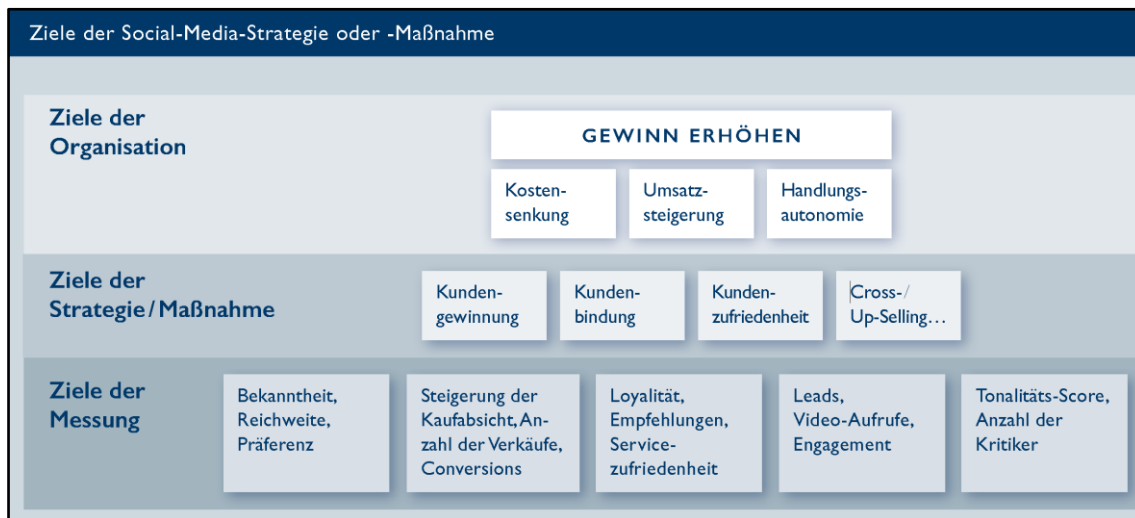 Ziele der Social-Media-Strategie oder -Maßnahme
Ziele der
Organisation
GEWINN ERHÖHEN
Kosten-
senkung
Umsatz-
steigerung
Handlungs-
autonomie
Ziele der
Strategie/Maßnahme
Kunden-
gewinnung
Kunden-
bindung
Kunden-
zufriedenheit
Cross-/
Up-Selling...
Ziele der
Messung
Bekanntheit,
Reichweite,
Präferenz
Steigerung der
Kaufabsicht, An-
zahl der Verkäufe,
Conversions
Loyalität,
Empfehlungen,
Service-
zufriedenheit
Leads,
Video-Aufrufe,
Engagement
Tonalitäts-Score,
Anzahl der
Kritiker